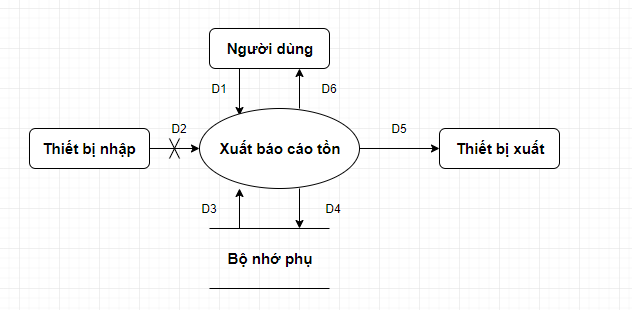 Người dùng
D1
D6
D2
D5
Thiết bị nhập
Xuất báo cáo tồn
Thiết bị xuất
D3
D4
Bộ nhớ phụ